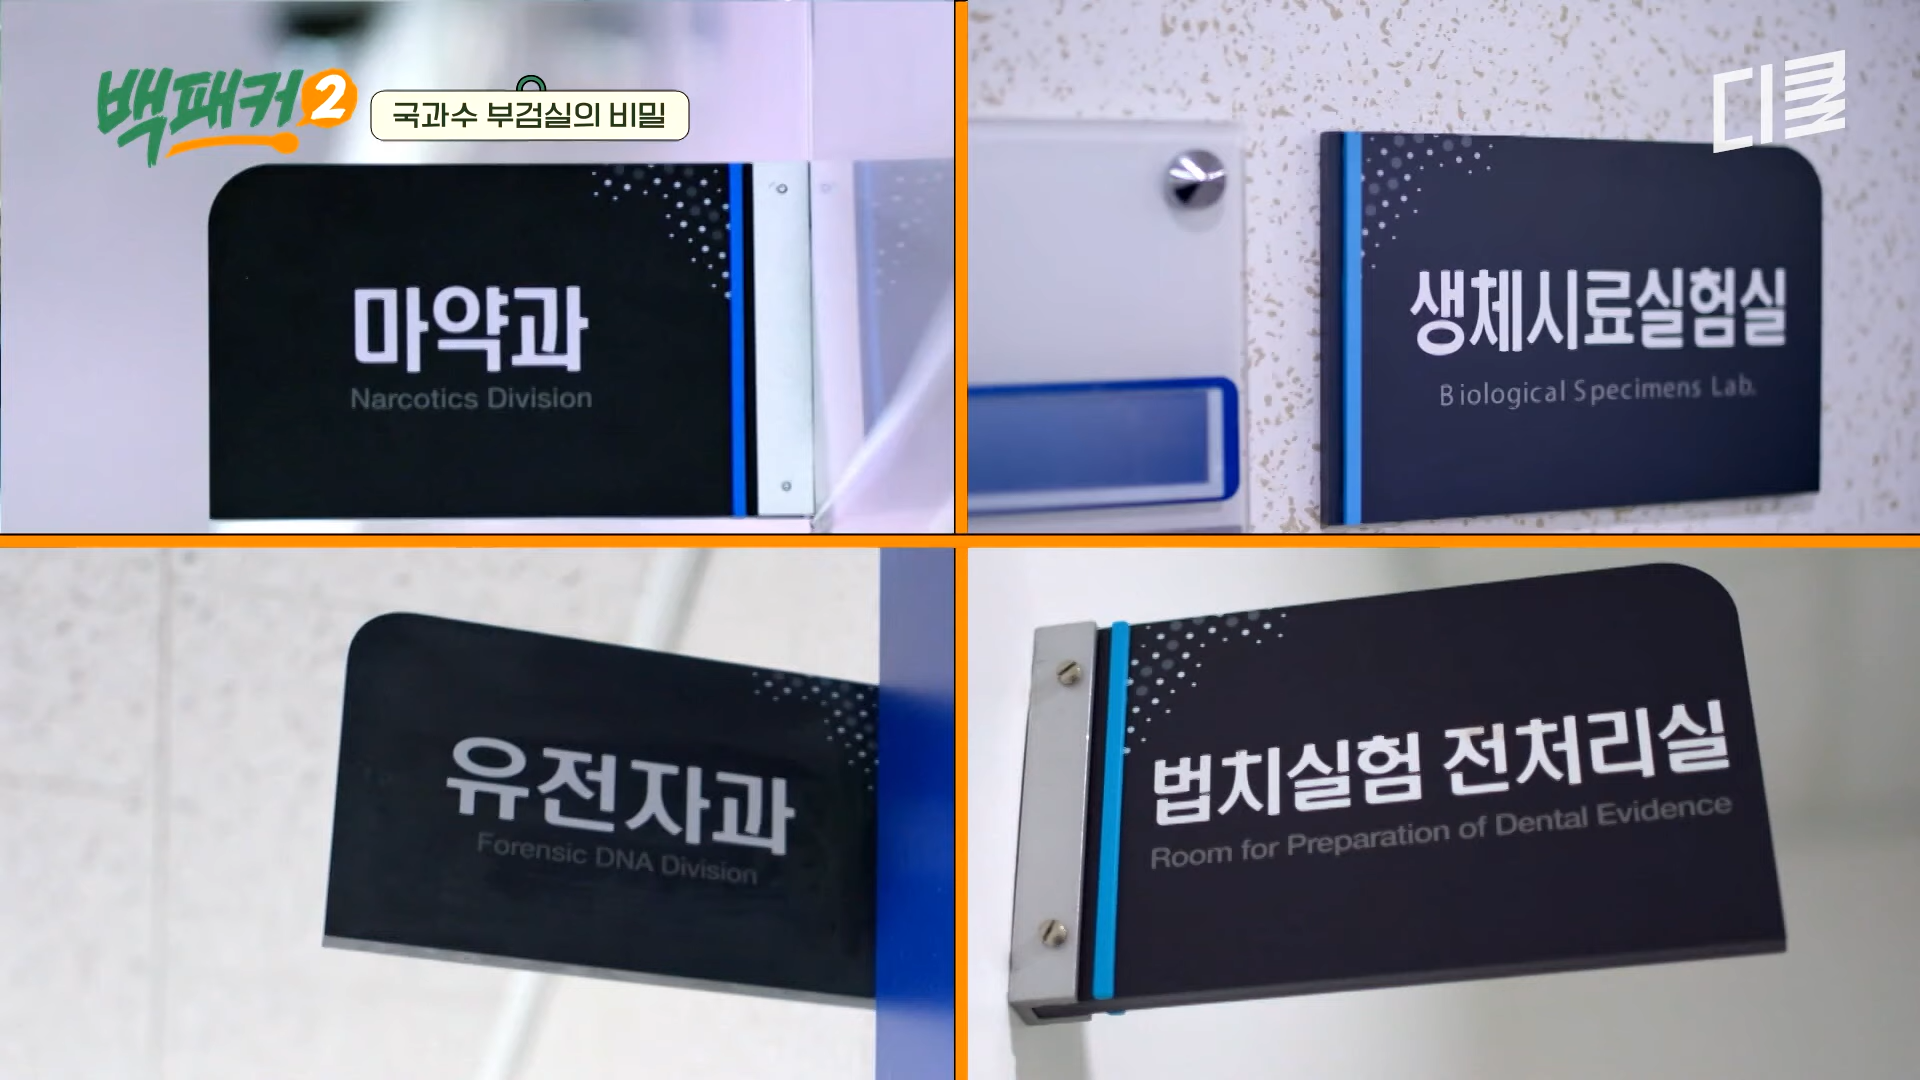 백패커2
국과수 부검실의 비밀
디클
마약과
Narcotics Division
생체시료실험실
Biological Specimens Lab.
유전자과
Forensic DNA Division
법치실험 전처리실
Room for Preparation of Dental Evidence